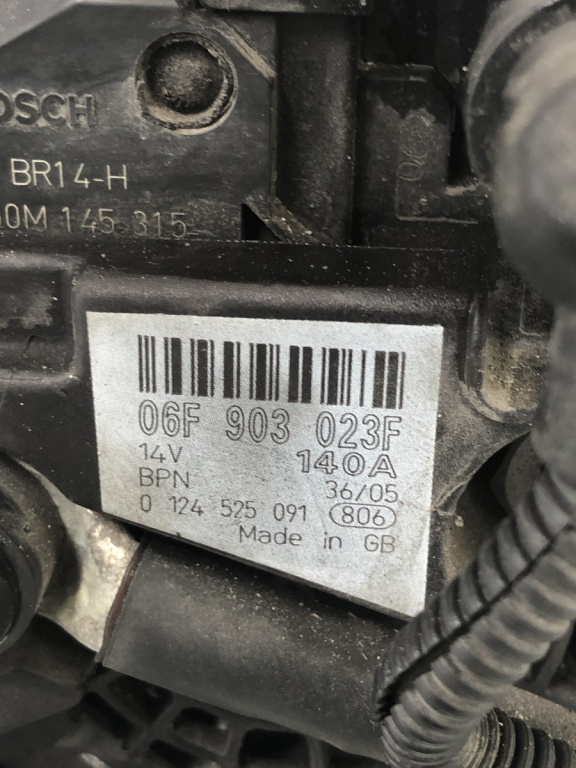 OSCH
BR14-H
0M 145 315
06F 903 023F
14V 140A
BPN 36/05
0 124 525 091 806
Made in GB